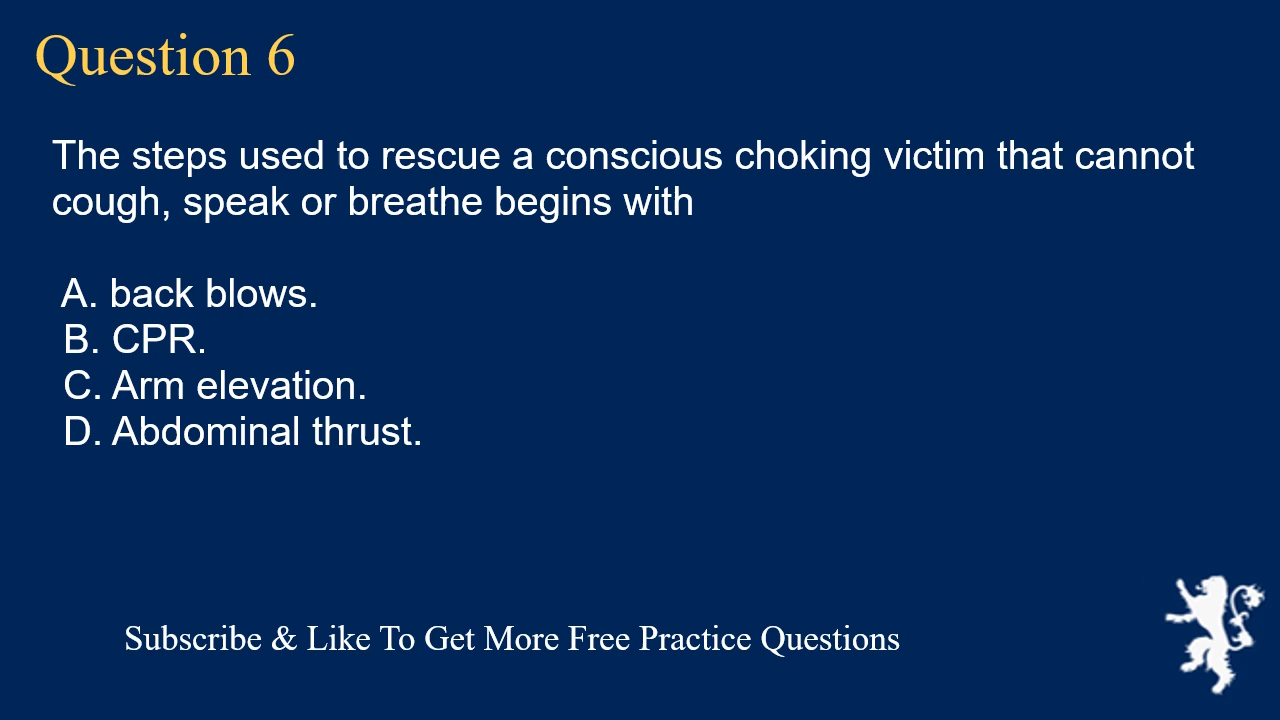 Question 6
The steps used to rescue a conscious choking victim that cannot
cough, speak or breathe begins with
A. back blows.
B. CPR.
C. Arm elevation.
D. Abdominal thrust.
Subscribe & Like To Get More Free Practice Questions